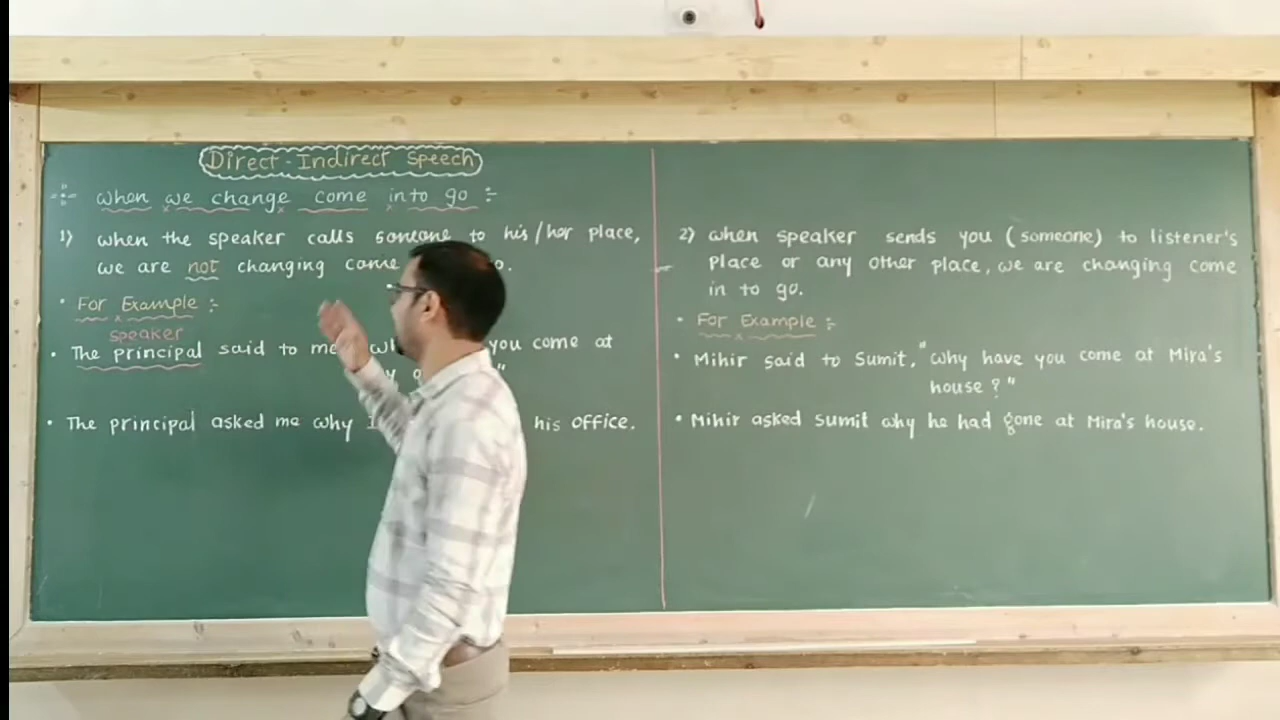 Direct-Indirect Speech
when we change come into go :-
1) when the speaker calls someone to his/her place,
we are not changing come o.
• For Example :-
speaker
• The principal said to me you come at
"
• The principal asked me why I his office.
2) when speaker sends you (someone) to listener's
place or any other place, we are changing come
in to go.
• For Example :-
• Mihir said to Sumit, "why have you come at Mira's
house?"
• Mihir asked sumit why he had gone at Mira's house.